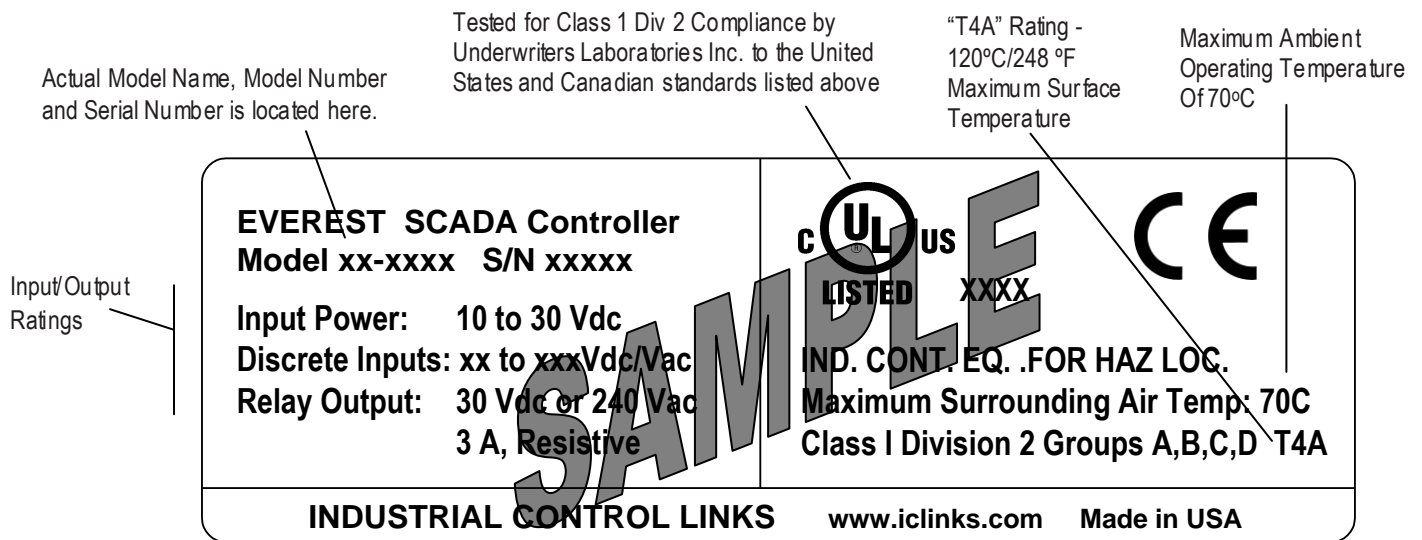 Tested for Class 1 Div 2 Compliance by
Underwriters Laboratories Inc. to the United
States and Canadian standards listed above
“T4A” Rating -
120ºC/248 ºF
Maximum Surface
Temperature
Maximum Ambient
Operating Temperature
Of 70ºC
Actual Model Name, Model Number
and Serial Number is located here.
Input/Output
Ratings
EVEREST SCADA Controller
Model xx-xxxx S/N xxxxx
Input Power: 10 to 30 Vdc
Discrete Inputs: xx to xxxVdc/Vac
Relay Output: 30 Vdc or 240 Vac
3 A, Resistive
C UL ® US
LISTED XXXX
CE
IND. CONT. EQ. .FOR HAZ LOC.
Maximum Surrounding Air Temp: 70C
Class I Division 2 Groups A,B,C,D T4A
SAMPLE
INDUSTRIAL CONTROL LINKS www.iclinks.com Made in USA